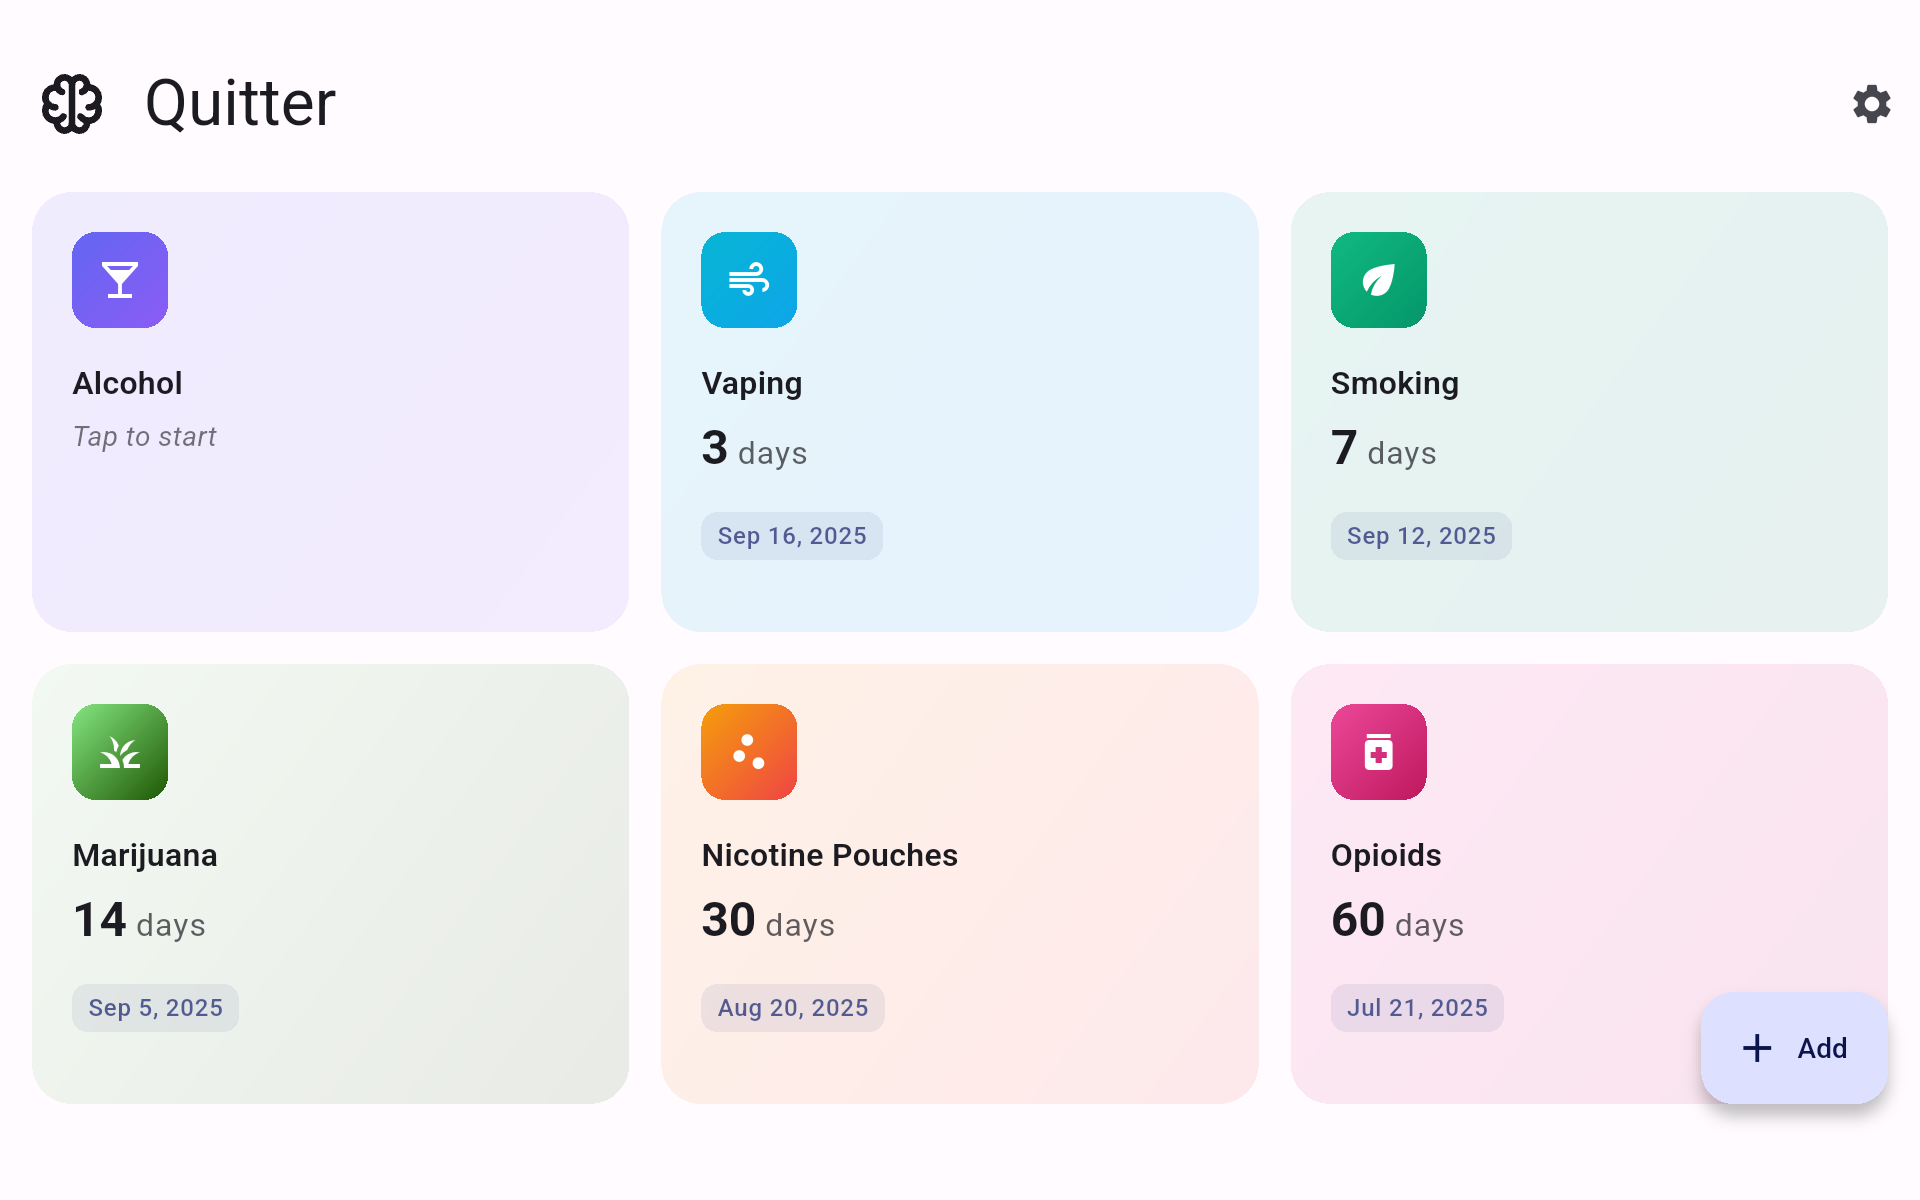 Quitter
Alcohol
Tap to start
Vaping
3 days
Sep 16, 2025
Smoking
7 days
Sep 12, 2025
Marijuana
14 days
Sep 5, 2025
Nicotine Pouches
30 days
Aug 20, 2025
Opioids
60 days
Jul 21, 2025
Add